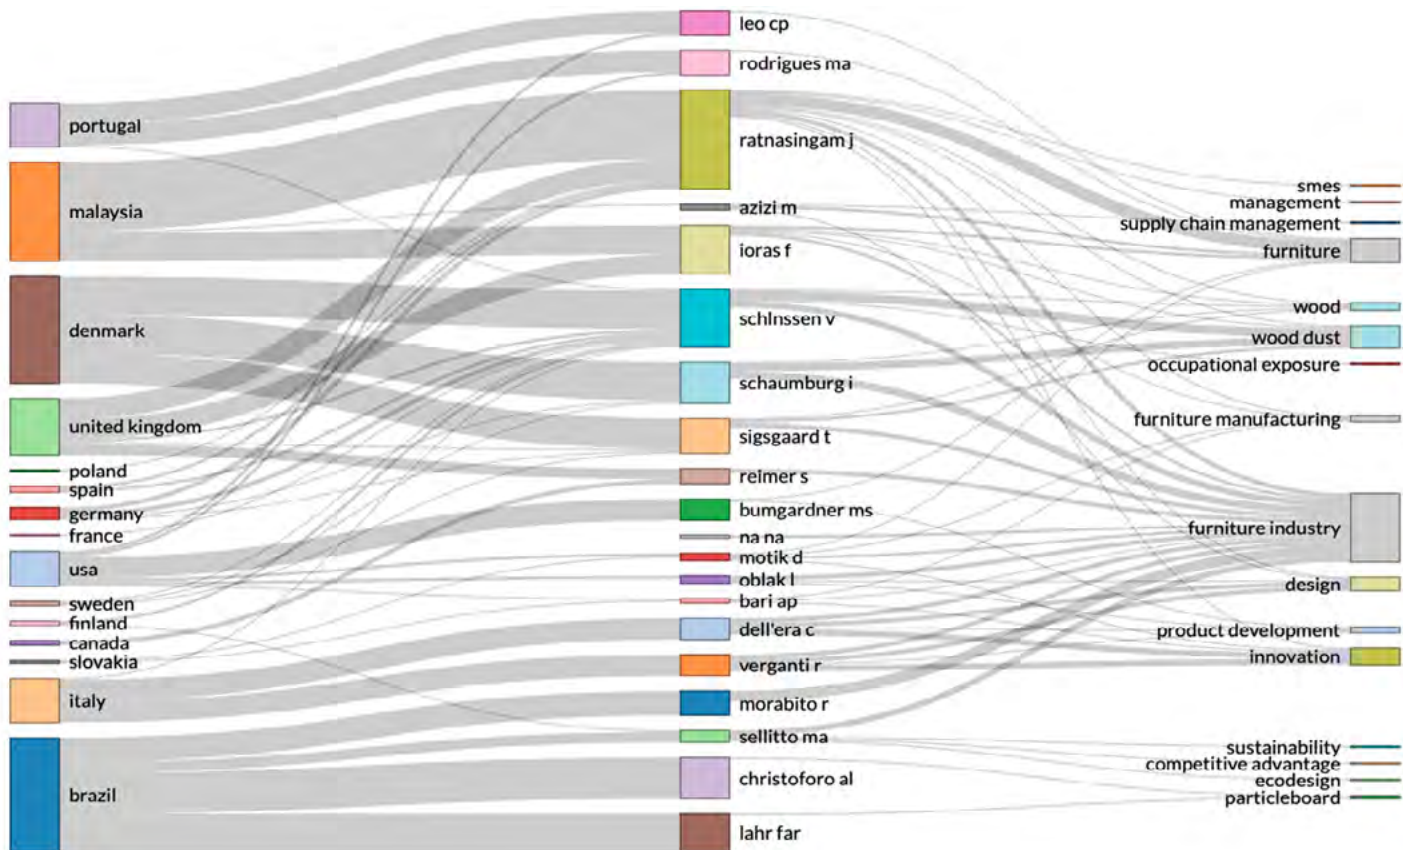 portugal
malaysia
denmark
united kingdom
poland
spain
germany
france
usa
sweden
finland
canada
slovakia
italy
brazil
leo cp
rodrigues ma
ratnasingam j
azizi m
ioras f
schlnssen v
schaumburg i
sigsgaard t
reimer s
bumgardner ms
na na
motik d
oblak l
bari ap
dell'era c
verganti r
morabito r
sellitto ma
christoforo al
lahr far
smes
management
supply chain management
furniture
wood
wood dust
occupational exposure
furniture manufacturing
furniture industry
design
product development
innovation
sustainability
competitive advantage
ecodesign
particleboard